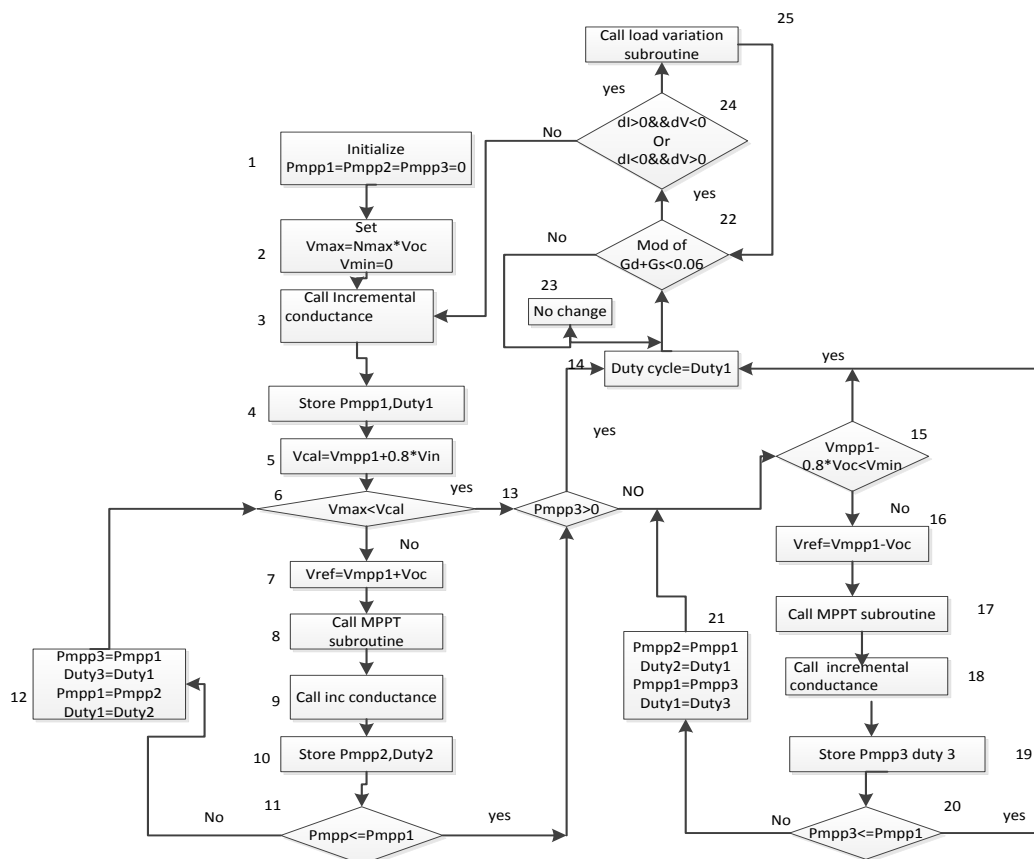 1
Initialize
Pmpp1=Pmpp2=Pmpp3=0
2
Set
Vmax=Nmax*Voc
Vmin=0
3
Call Incremental
conductance
4
Store Pmpp1,Duty1
5
Vcal=Vmpp1+0.8*Vin
6
Vmax<Vcal
yes
No
7
Vref=Vmpp1+Voc
8
Call MPPT
subroutine
9
Call inc conductance
10
Store Pmpp2,Duty2
11
Pmpp<=Pmpp1
No
yes
12
Pmpp3=Pmpp1
Duty3=Duty1
Pmpp1=Pmpp2
Duty1=Duty2
13
Pmpp3>0
yes
NO
14
Duty cycle=Duty1
15
Vmpp1-
0.8*Voc<Vmin
yes
No
16
Vref=Vmpp1-Voc
17
Call MPPT subroutine
18
Call incremental
conductance
19
Store Pmpp3 duty 3
20
Pmpp3<=Pmpp1
No
yes
21
Pmpp2=Pmpp1
Duty2=Duty1
Pmpp1=Pmpp3
Duty1=Duty3
22
Mod of
Gd+Gs<0.06
No
yes
23
No change
24
dI>0&&dV<0
Or
dI<0&&dV>0
No
yes
25
Call load variation
subroutine